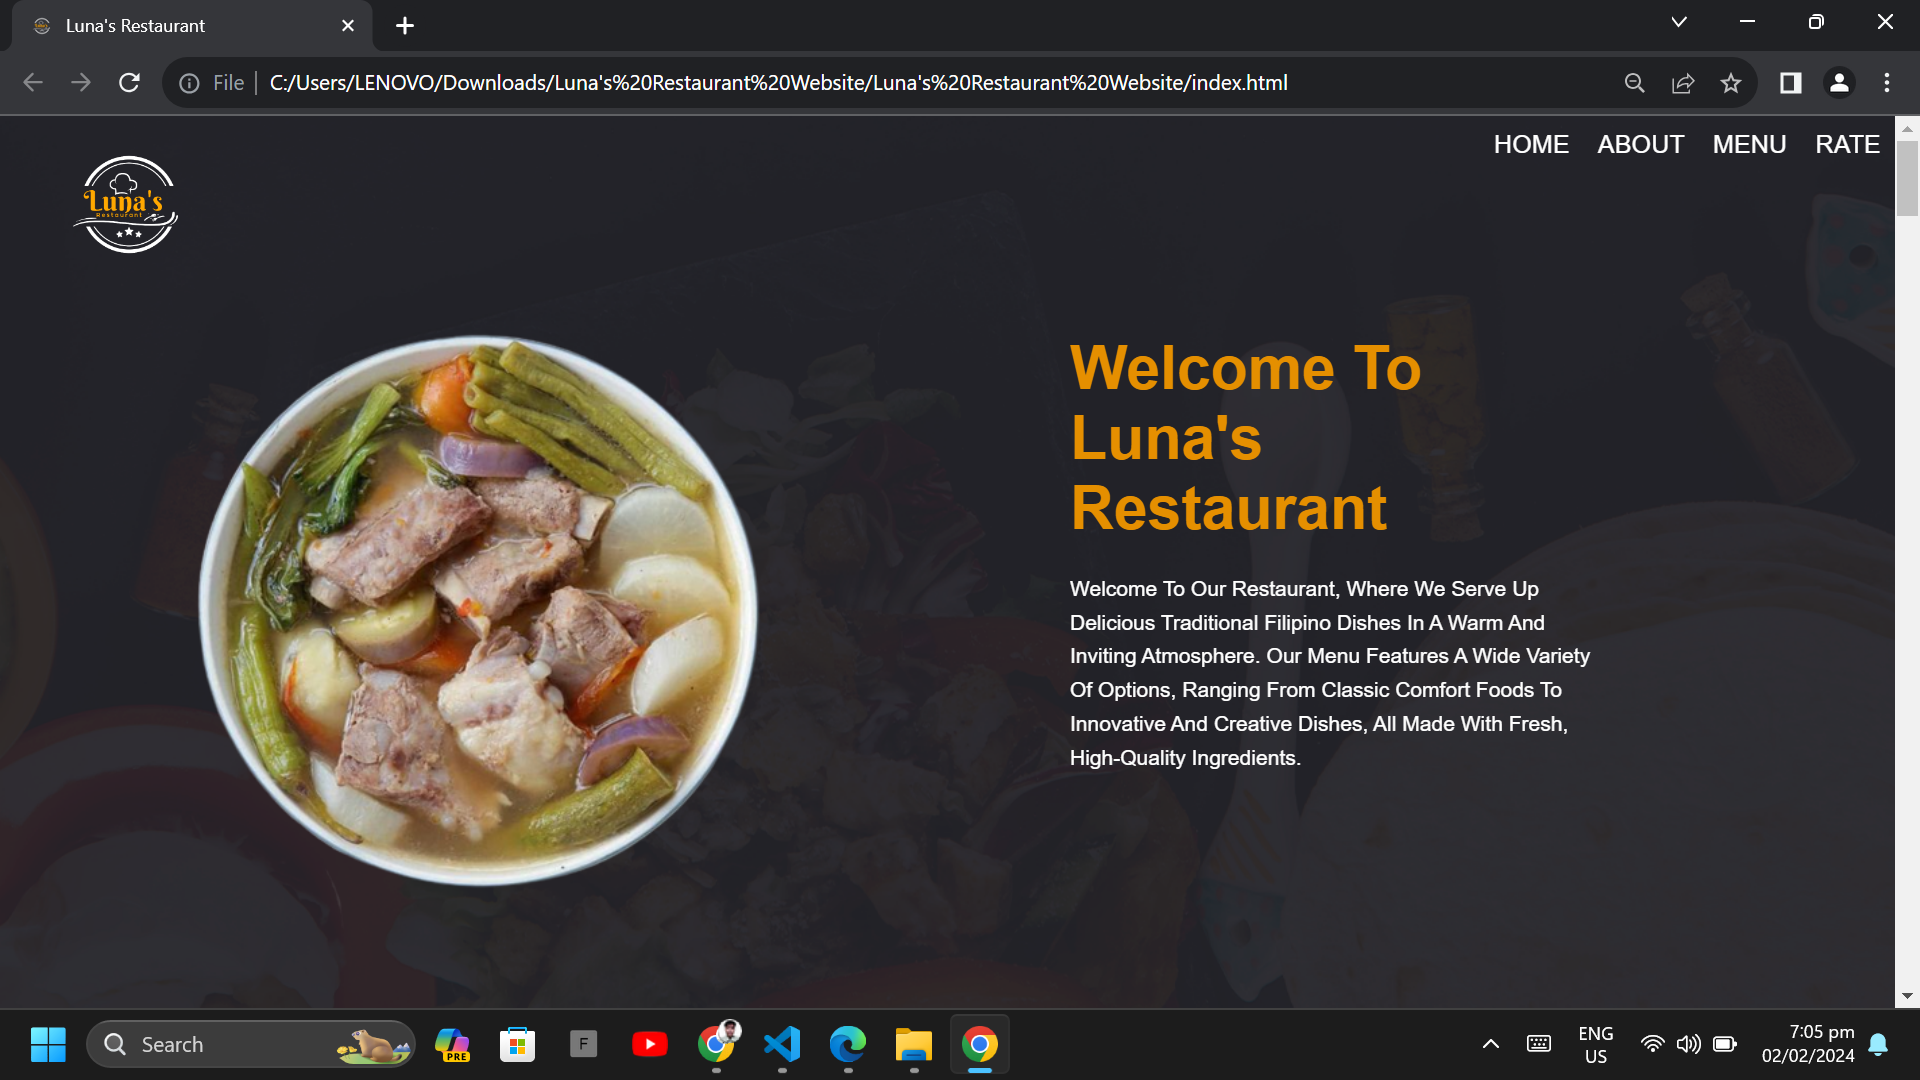 Luna's Restaurant
File
C:/Users/LENOVO/Downloads/Luna's%20Restaurant%20Website/Luna's%20Restaurant%20Website/index.html
HOME ABOUT MENU RATE
Luna's
Restaurant
Welcome To
Luna's
Restaurant
Welcome To Our Restaurant, Where We Serve Up
Delicious Traditional Filipino Dishes In A Warm And
Inviting Atmosphere. Our Menu Features A Wide Variety
Of Options, Ranging From Classic Comfort Foods To
Innovative And Creative Dishes, All Made With Fresh,
High-Quality Ingredients.
Search
PRE
F
ENG
US
7:05 pm
02/02/2024